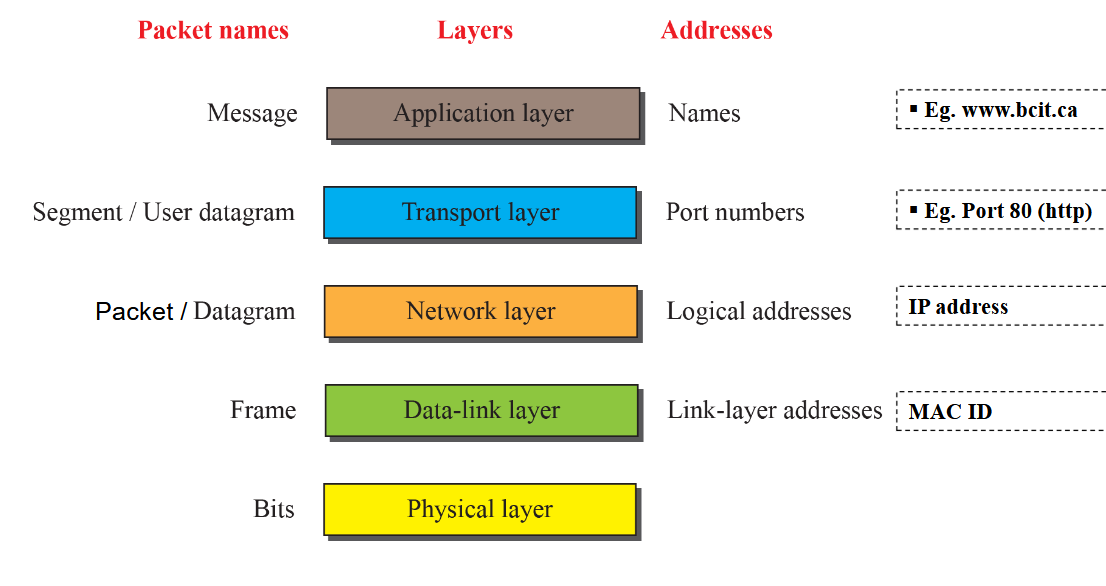 Packet names Layers Addresses
Message Application layer Names ▪ Eg. www.bcit.ca
Segment / User datagram Transport layer Port numbers ▪ Eg. Port 80 (http)
Packet / Datagram Network layer Logical addresses IP address
Frame Data-link layer Link-layer addresses MAC ID
Bits Physical layer